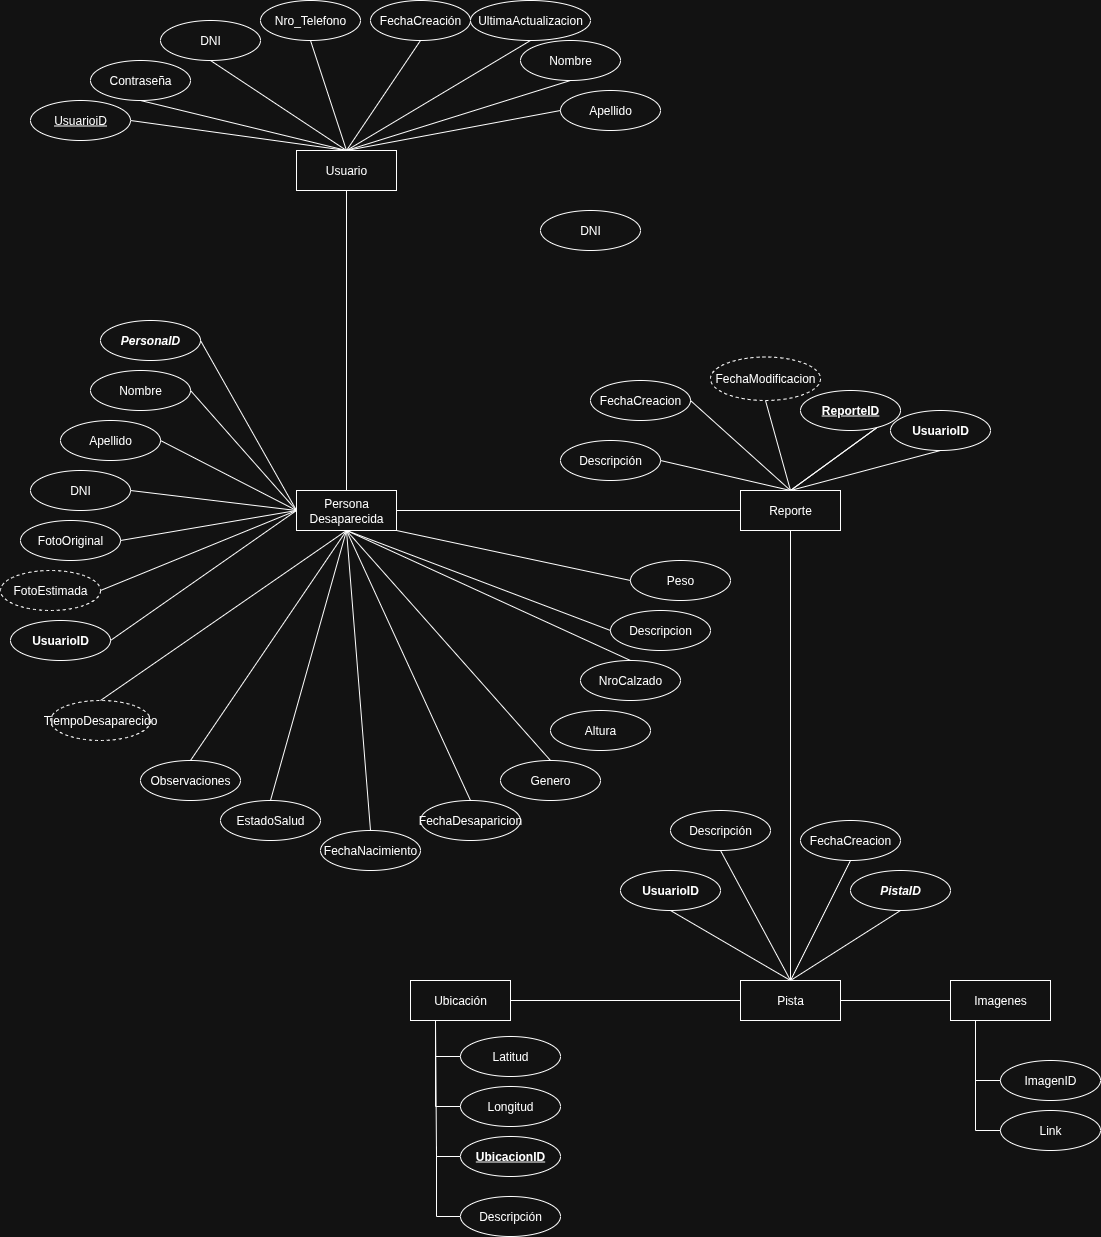 Nro_Telefono
FechaCreación
UltimaActualizacion
DNI
Nombre
Contraseña
Apellido
UsuarioiD
Usuario
DNI
PersonaID
Nombre
FechaModificacion
FechaCreacion
ReporteID
UsuarioID
Apellido
Descripción
DNI
Persona
Desaparecida
Reporte
FotoOriginal
FotoEstimada
Peso
UsuarioID
Descripcion
NroCalzado
TiempoDesaparecido
Altura
Observaciones
Genero
EstadoSalud
FechaDesaparicion
FechaNacimiento
Descripción
FechaCreacion
UsuarioID
PistaID
Ubicación
Pista
Imagenes
Latitud
ImagenID
Longitud
Link
UbicacionID
Descripción